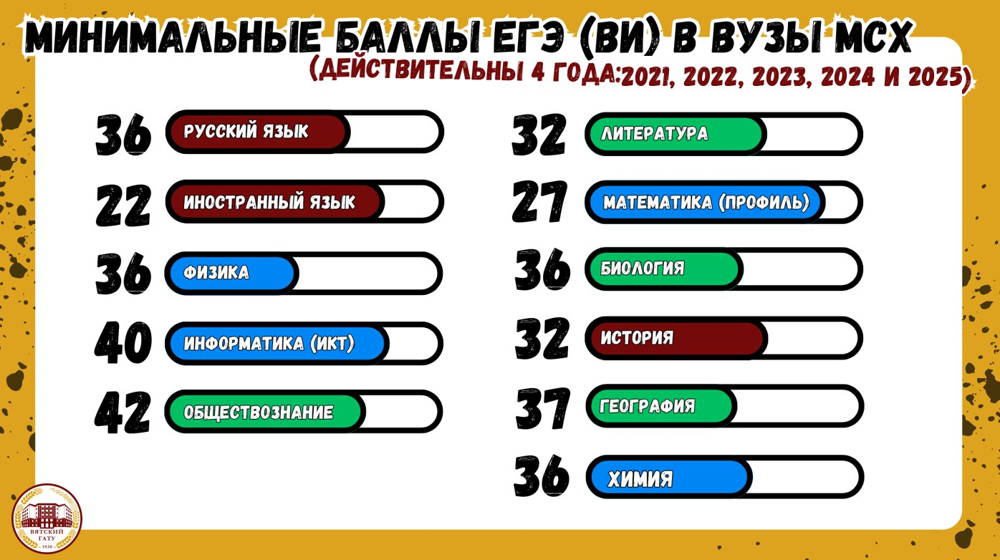 МИНИМАЛЬНЫЕ БАЛЛЫ ЕГЭ (ВИ) В ВУЗЫ МСХ
(ДЕЙСТВИТЕЛЬНЫ 4 ГОДА:2021, 2022, 2023, 2024 И 2025)
36 РУССКИЙ ЯЗЫК
22 ИНОСТРАННЫЙ ЯЗЫК
36 ФИЗИКА
40 ИНФОРМАТИКА (ИКТ)
42 ОБЩЕСТВОЗНАНИЕ
32 ЛИТЕРАТУРА
27 МАТЕМАТИКА (ПРОФИЛЬ)
36 БИОЛОГИЯ
32 ИСТОРИЯ
37 ГЕОГРАФИЯ
36 ХИМИЯ
ВЯТСКИЙ
ГАТУ
1930